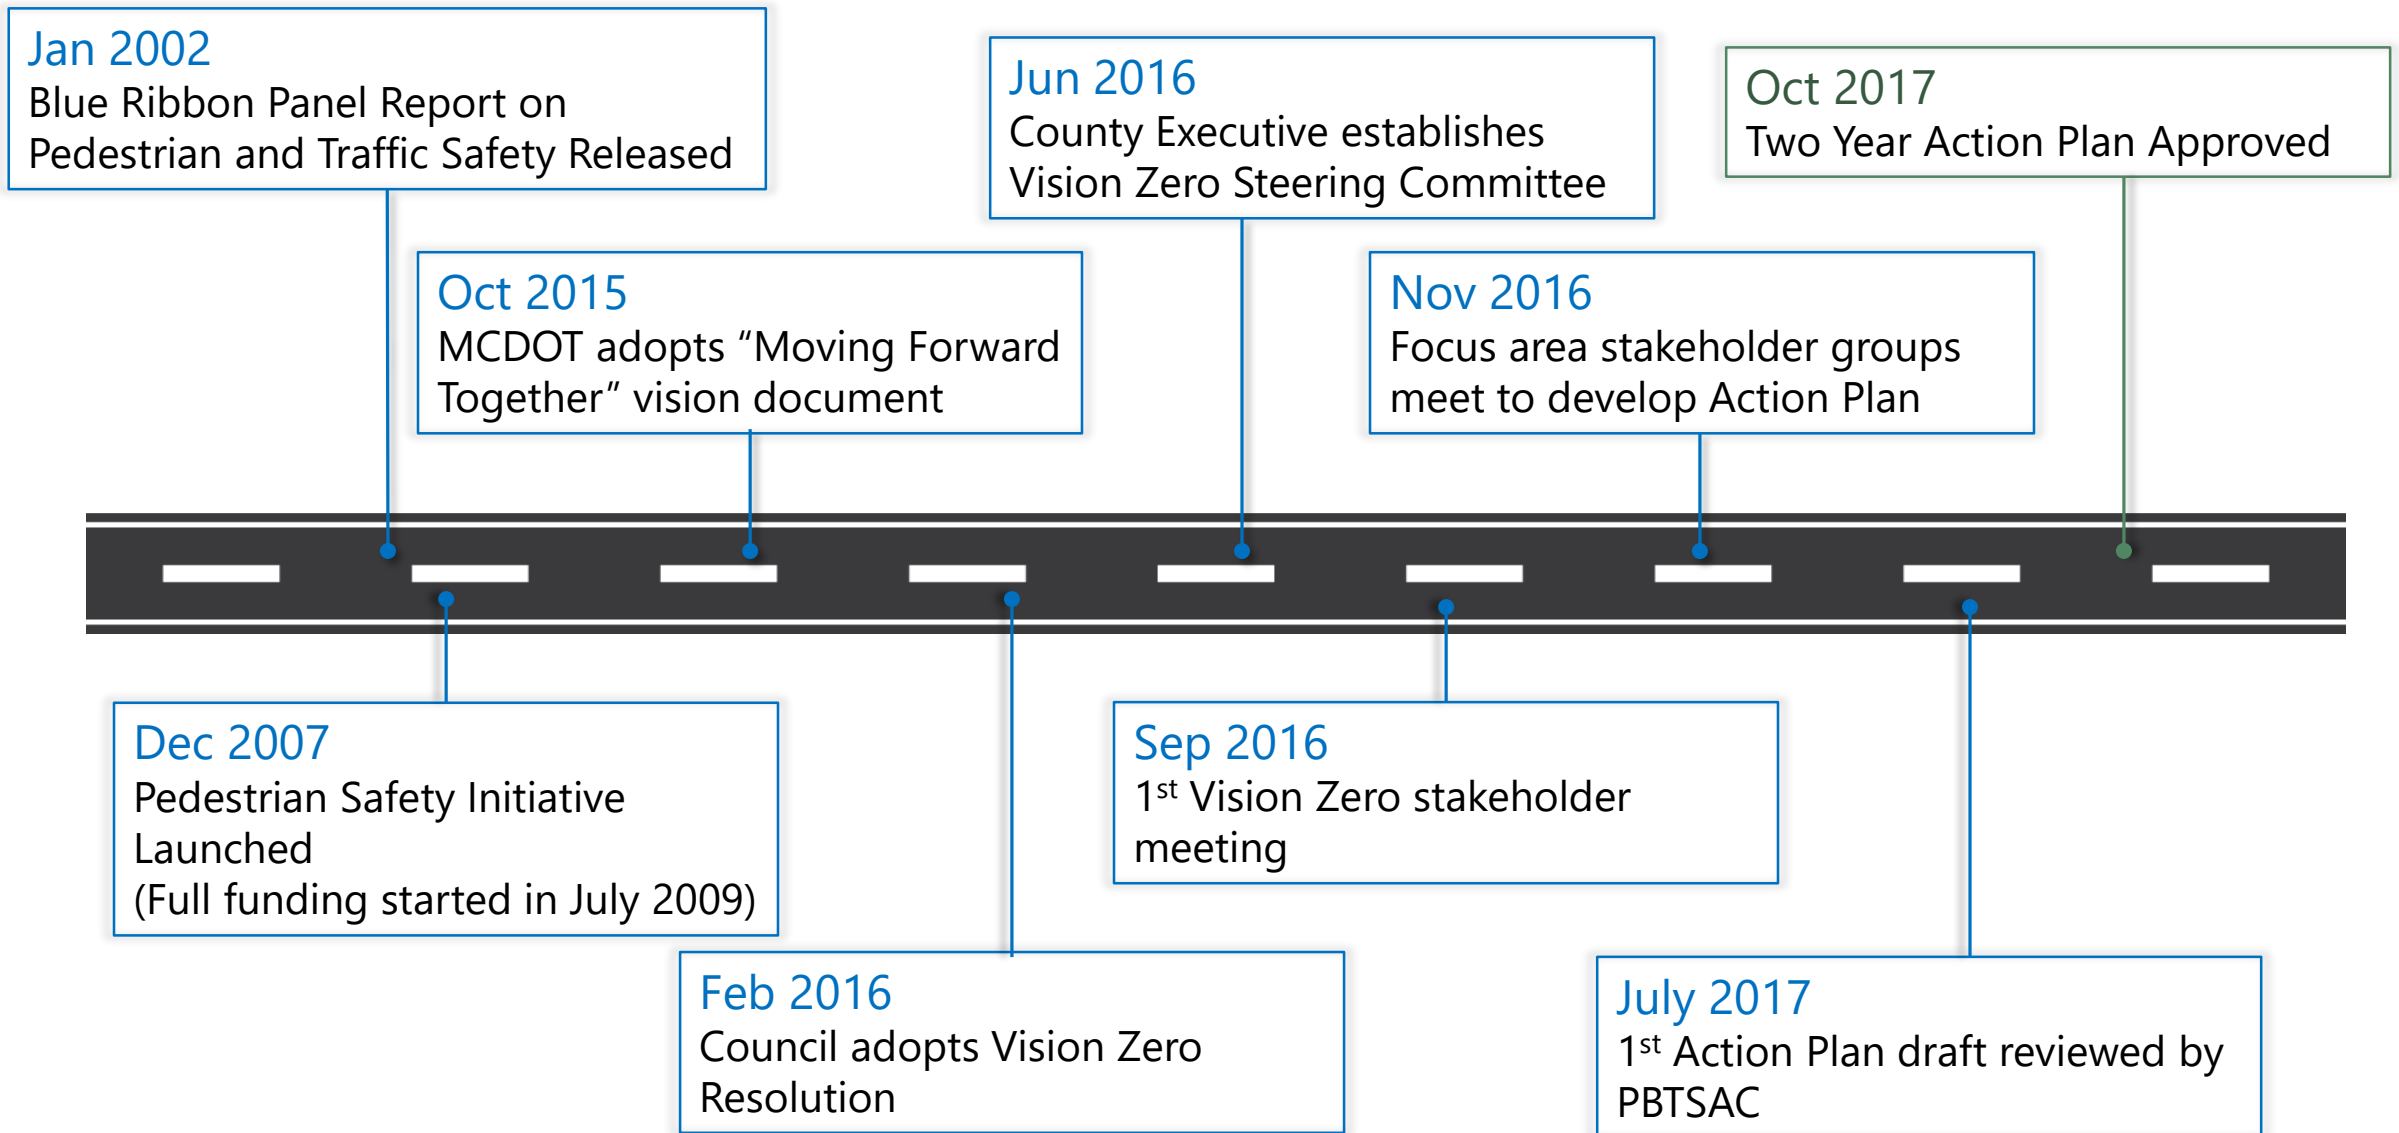 Jan 2002
Blue Ribbon Panel Report on
Pedestrian and Traffic Safety Released
Dec 2007
Pedestrian Safety Initiative
Launched
(Full funding started in July 2009)
Oct 2015
MCDOT adopts “Moving Forward
Together” vision document
Feb 2016
Council adopts Vision Zero
Resolution
Jun 2016
County Executive establishes
Vision Zero Steering Committee
Sep 2016
1st Vision Zero stakeholder
meeting
Nov 2016
Focus area stakeholder groups
meet to develop Action Plan
July 2017
1st Action Plan draft reviewed by
PBTSAC
Oct 2017
Two Year Action Plan Approved